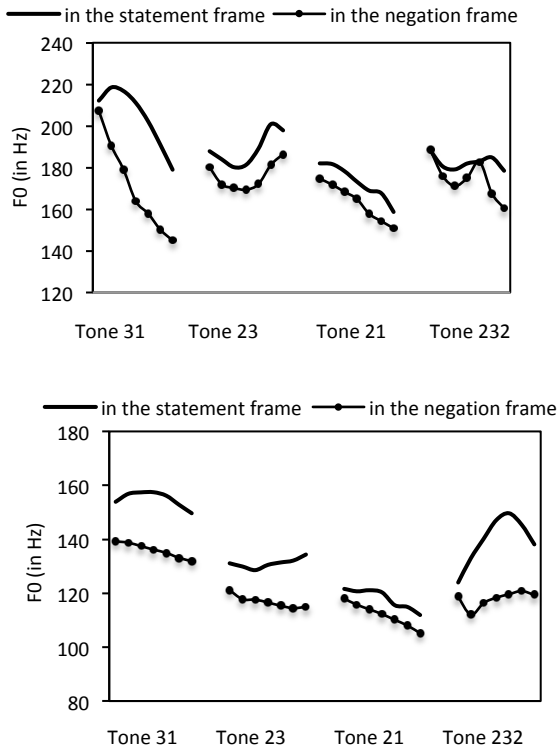 in the statement frame in the negation frame
240
220
200
180
160
140
120
F0 (in Hz)
Tone 31 Tone 23 Tone 21 Tone 232
in the statement frame in the negation frame
180
160
140
120
100
80
F0 (in Hz)
Tone 31 Tone 23 Tone 21 Tone 232